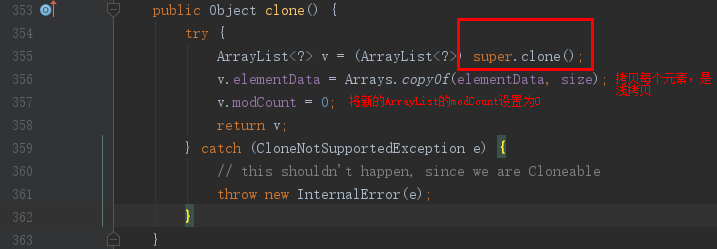 353 public Object clone() {
354 try {
355 ArrayList<?> v = (ArrayList<?>) super.clone();
356 v.elementData = Arrays.copyOf(elementData, size); 拷贝每个元素，是浅拷贝
357 v.modCount = 0; 将新的ArrayList的modCount设置为0
358 return v;
359 } catch (CloneNotSupportedException e) {
360 // this shouldn't happen, since we are Cloneable
361 throw new InternalError(e);
362 }
363 }